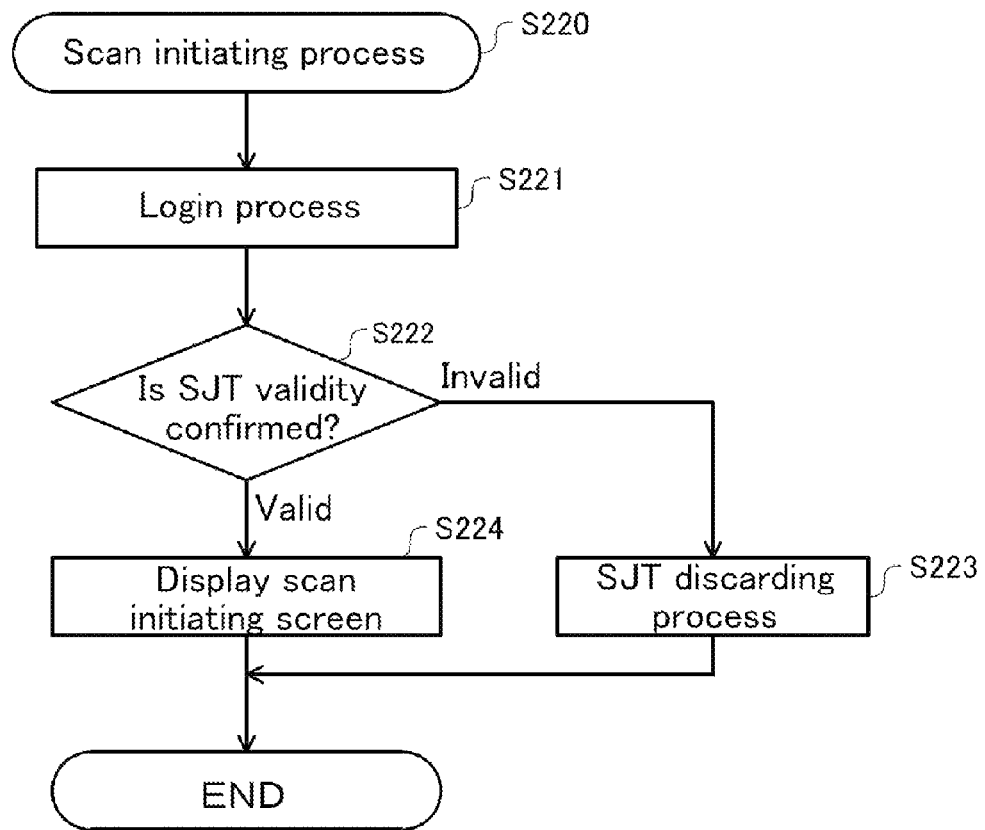 Scan initiating process
S220
Login process
S221
S222
Is SJT validity
confirmed?
Invalid
Valid
S224
Display scan
initiating screen
S223
SJT discarding
process
END